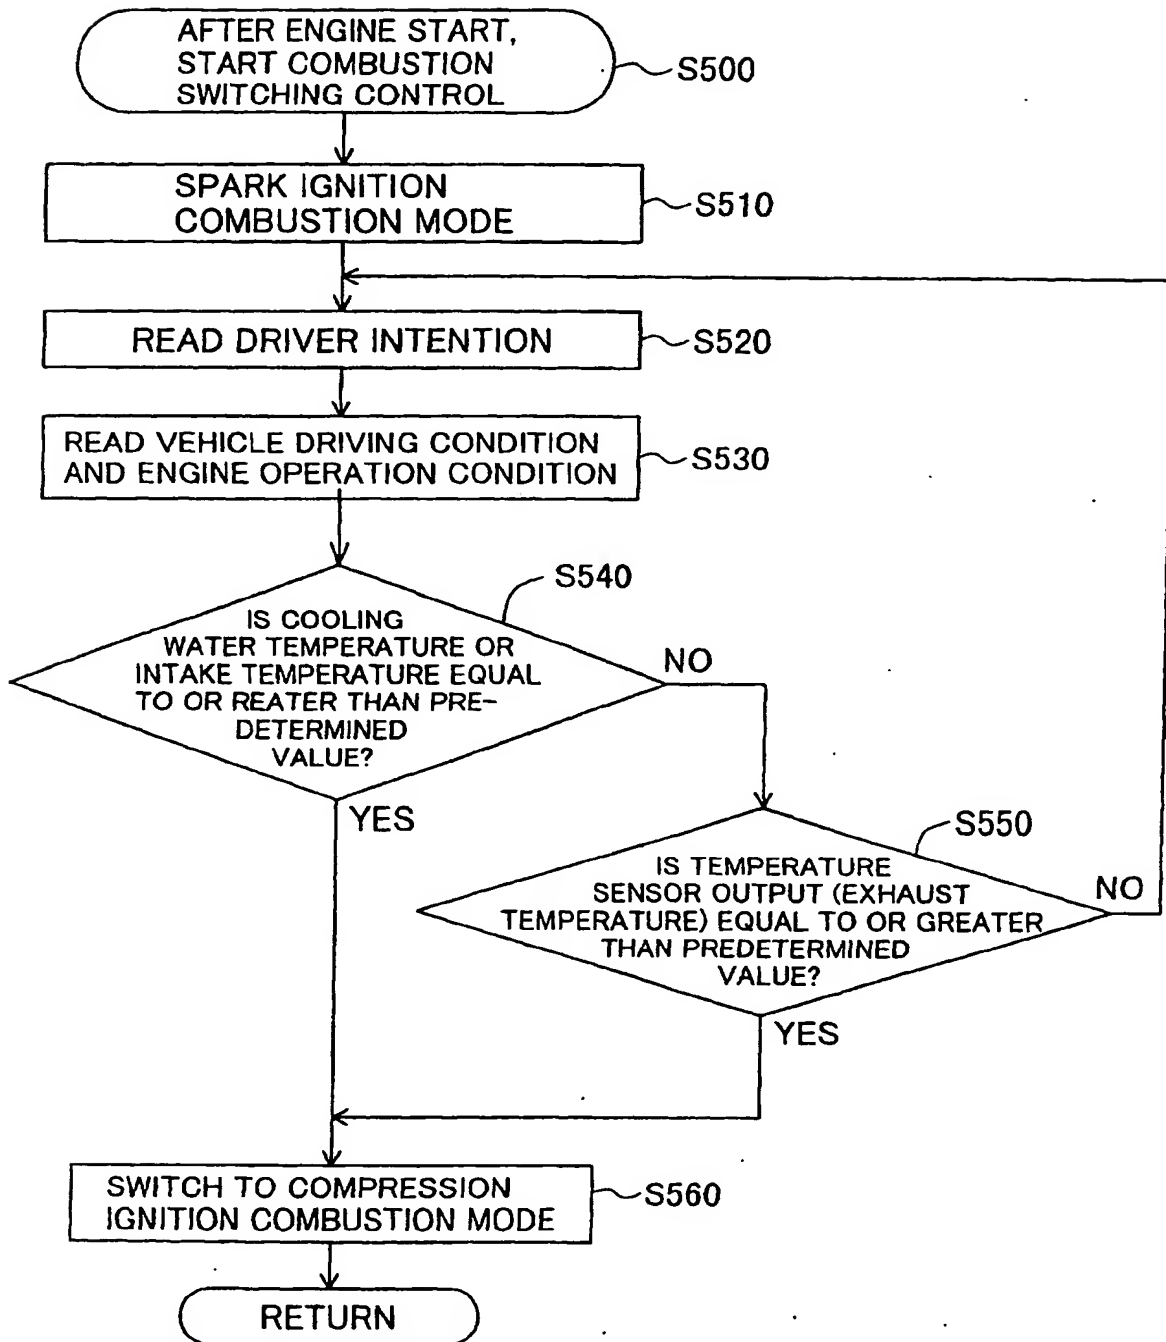 AFTER ENGINE START,
START COMBUSTION
SWITCHING CONTROL
S500
SPARK IGNITION
COMBUSTION MODE
S510
READ DRIVER INTENTION
S520
READ VEHICLE DRIVING CONDITION
AND ENGINE OPERATION CONDITION
S530
S540
IS COOLING
WATER TEMPERATURE OR
INTAKE TEMPERATURE EQUAL
TO OR REATER THAN PRE-
DETERMINED
VALUE?
NO
YES
S550
IS TEMPERATURE
SENSOR OUTPUT (EXHAUST
TEMPERATURE) EQUAL TO OR GREATER
THAN PREDETERMINED
VALUE?
NO
YES
SWITCH TO COMPRESSION
IGNITION COMBUSTION MODE
S560
RETURN